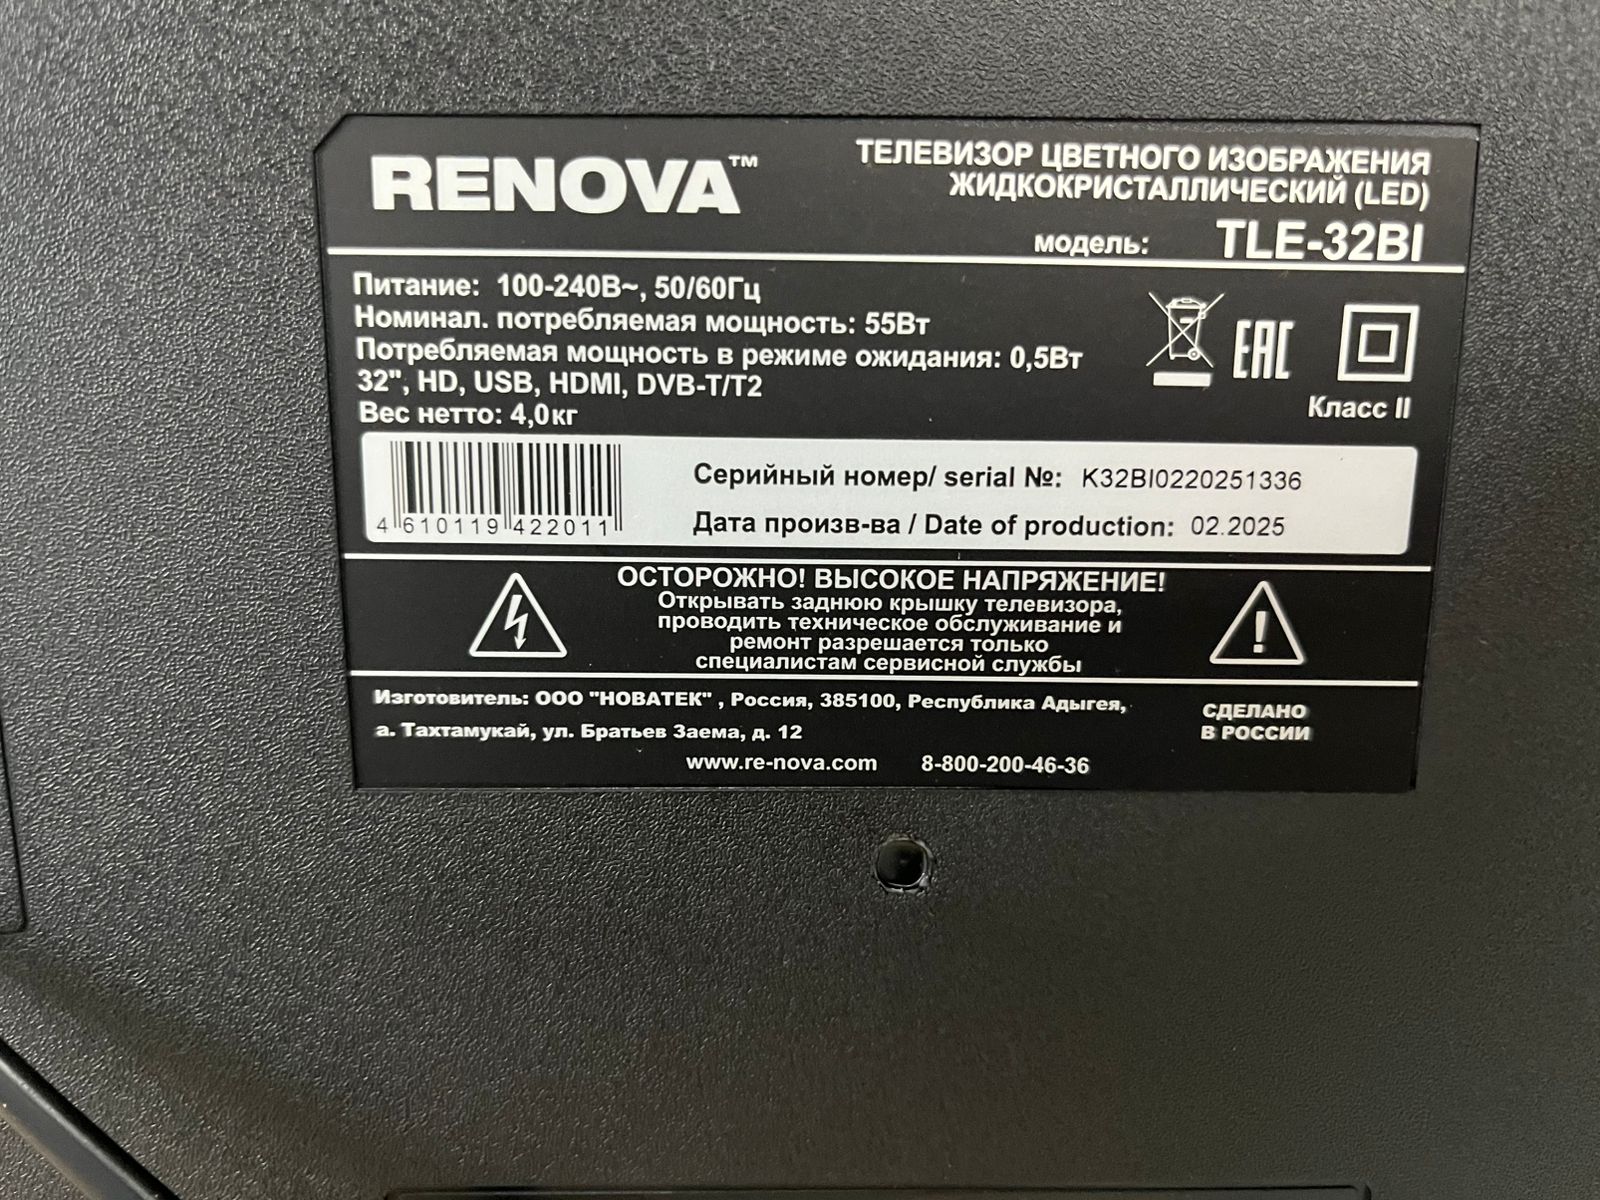 RENOVA™
ТЕЛЕВИЗОР ЦВЕТНОГО ИЗОБРАЖЕНИЯ
ЖИДКОКРИСТАЛЛИЧЕСКИЙ (LED)
модель: TLE-32BI
Питание: 100-240В~, 50/60Гц
Номинал. потребляемая мощность: 55Вт
Потребляемая мощность в режиме ожидания: 0,5Вт
32", HD, USB, HDMI, DVB-T/T2
Вес нетто: 4,0кг
EAC
Класс II
4 610119 422011
Серийный номер/ serial №: K32BI0220251336
Дата произв-ва / Date of production: 02.2025
ОСТОРОЖНО! ВЫСОКОЕ НАПРЯЖЕНИЕ!
Открывать заднюю крышку телевизора,
проводить техническое обслуживание и
ремонт разрешается только
специалистам сервисной службы
Изготовитель: ООО "НОВАТЕК" , Россия, 385100, Республика Адыгея,
а. Тахтамукай, ул. Братьев Заема, д. 12
СДЕЛАНО
В РОССИИ
www.re-nova.com 8-800-200-46-36